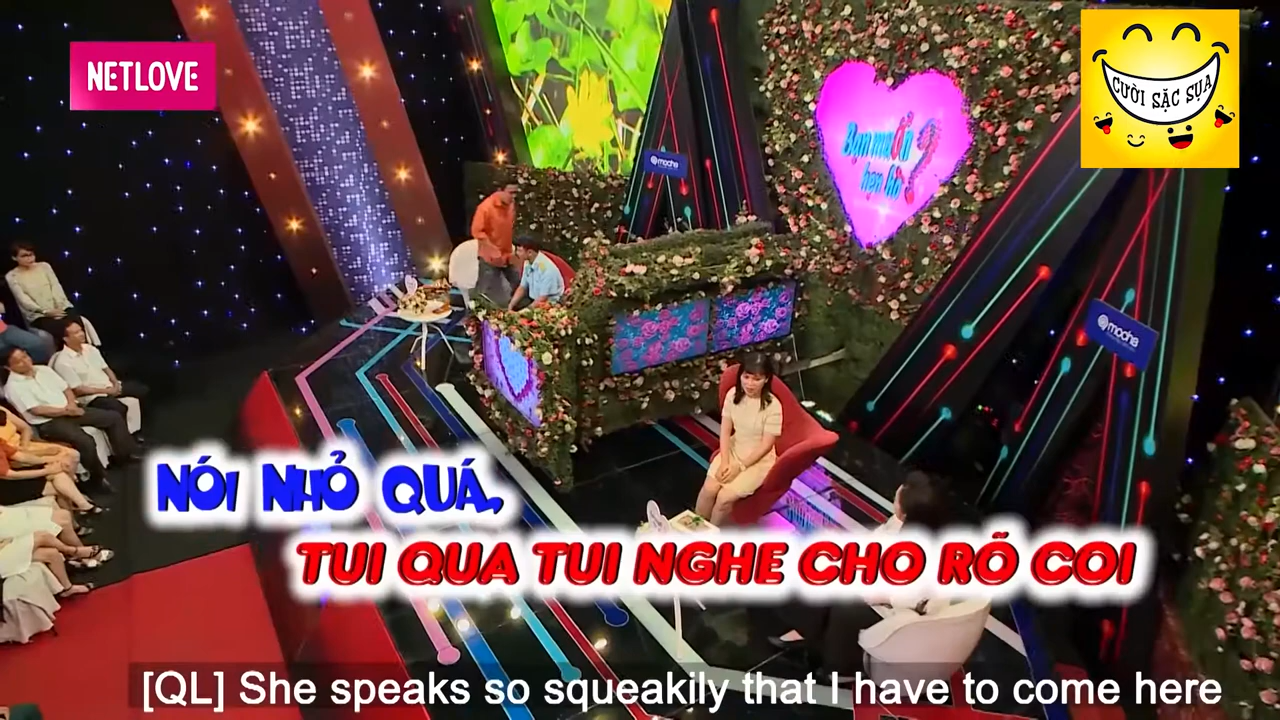 NETLOVE
CƯỜI SẶC SỤA
Bạn muốn
hẹn hò?
mocha
mocha
NÓI NHỎ QUÁ,
TUI QUA TUI NGHE CHO RÕ COI
[QL] She speaks so squeakily that I have to come here